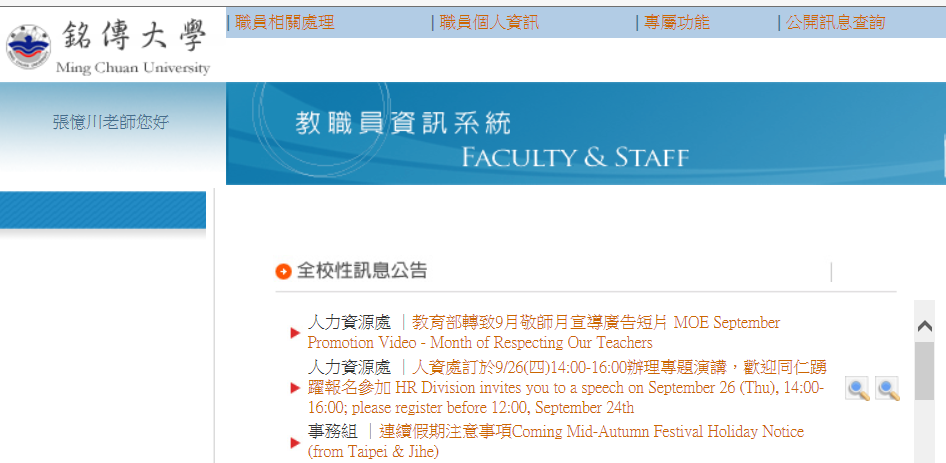 銘傳大學
Ming Chuan University
|職員相關處理 |職員個人資訊 |專屬功能 |公開訊息查詢
張憶川老師您好
教職員資訊系統
FACULTY & STAFF
全校性訊息公告
人力資源處 |教育部轉致9月敬師月宣導廣告短片 MOE September
Promotion Video - Month of Respecting Our Teachers
人力資源處 |人資處訂於9/26(四)14:00-16:00辦理專題演講,歡迎同仁踴
躍報名參加 HR Division invites you to a speech on September 26 (Thu), 14:00-
16:00; please register before 12:00, September 24th
事務組 |連續假期注意事項Coming Mid-Autumn Festival Holiday Notice
(from Taipei & Jihe)